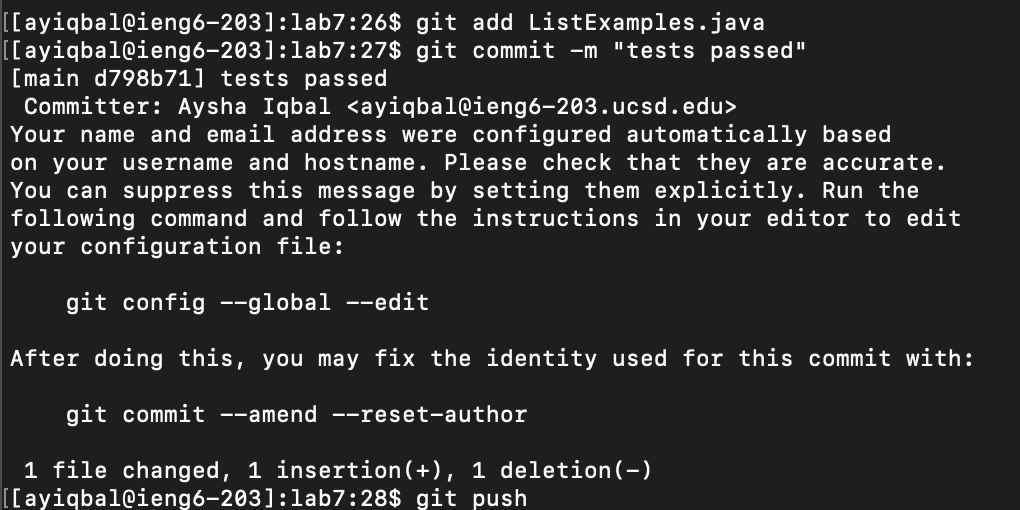 [[ayiqbal@ieng6-203]:lab7:26$ git add ListExamples.java
[[ayiqbal@ieng6-203]:lab7:27$ git commit -m "tests passed"
[main d798b71] tests passed
 Committer: Aysha Iqbal <ayiqbal@ieng6-203.ucsd.edu>
Your name and email address were configured automatically based
on your username and hostname. Please check that they are accurate.
You can suppress this message by setting them explicitly. Run the
following command and follow the instructions in your editor to edit
your configuration file:

    git config --global --edit

After doing this, you may fix the identity used for this commit with:

    git commit --amend --reset-author

 1 file changed, 1 insertion(+), 1 deletion(-)
[[ayiqbal@ieng6-203]:lab7:28$ git push